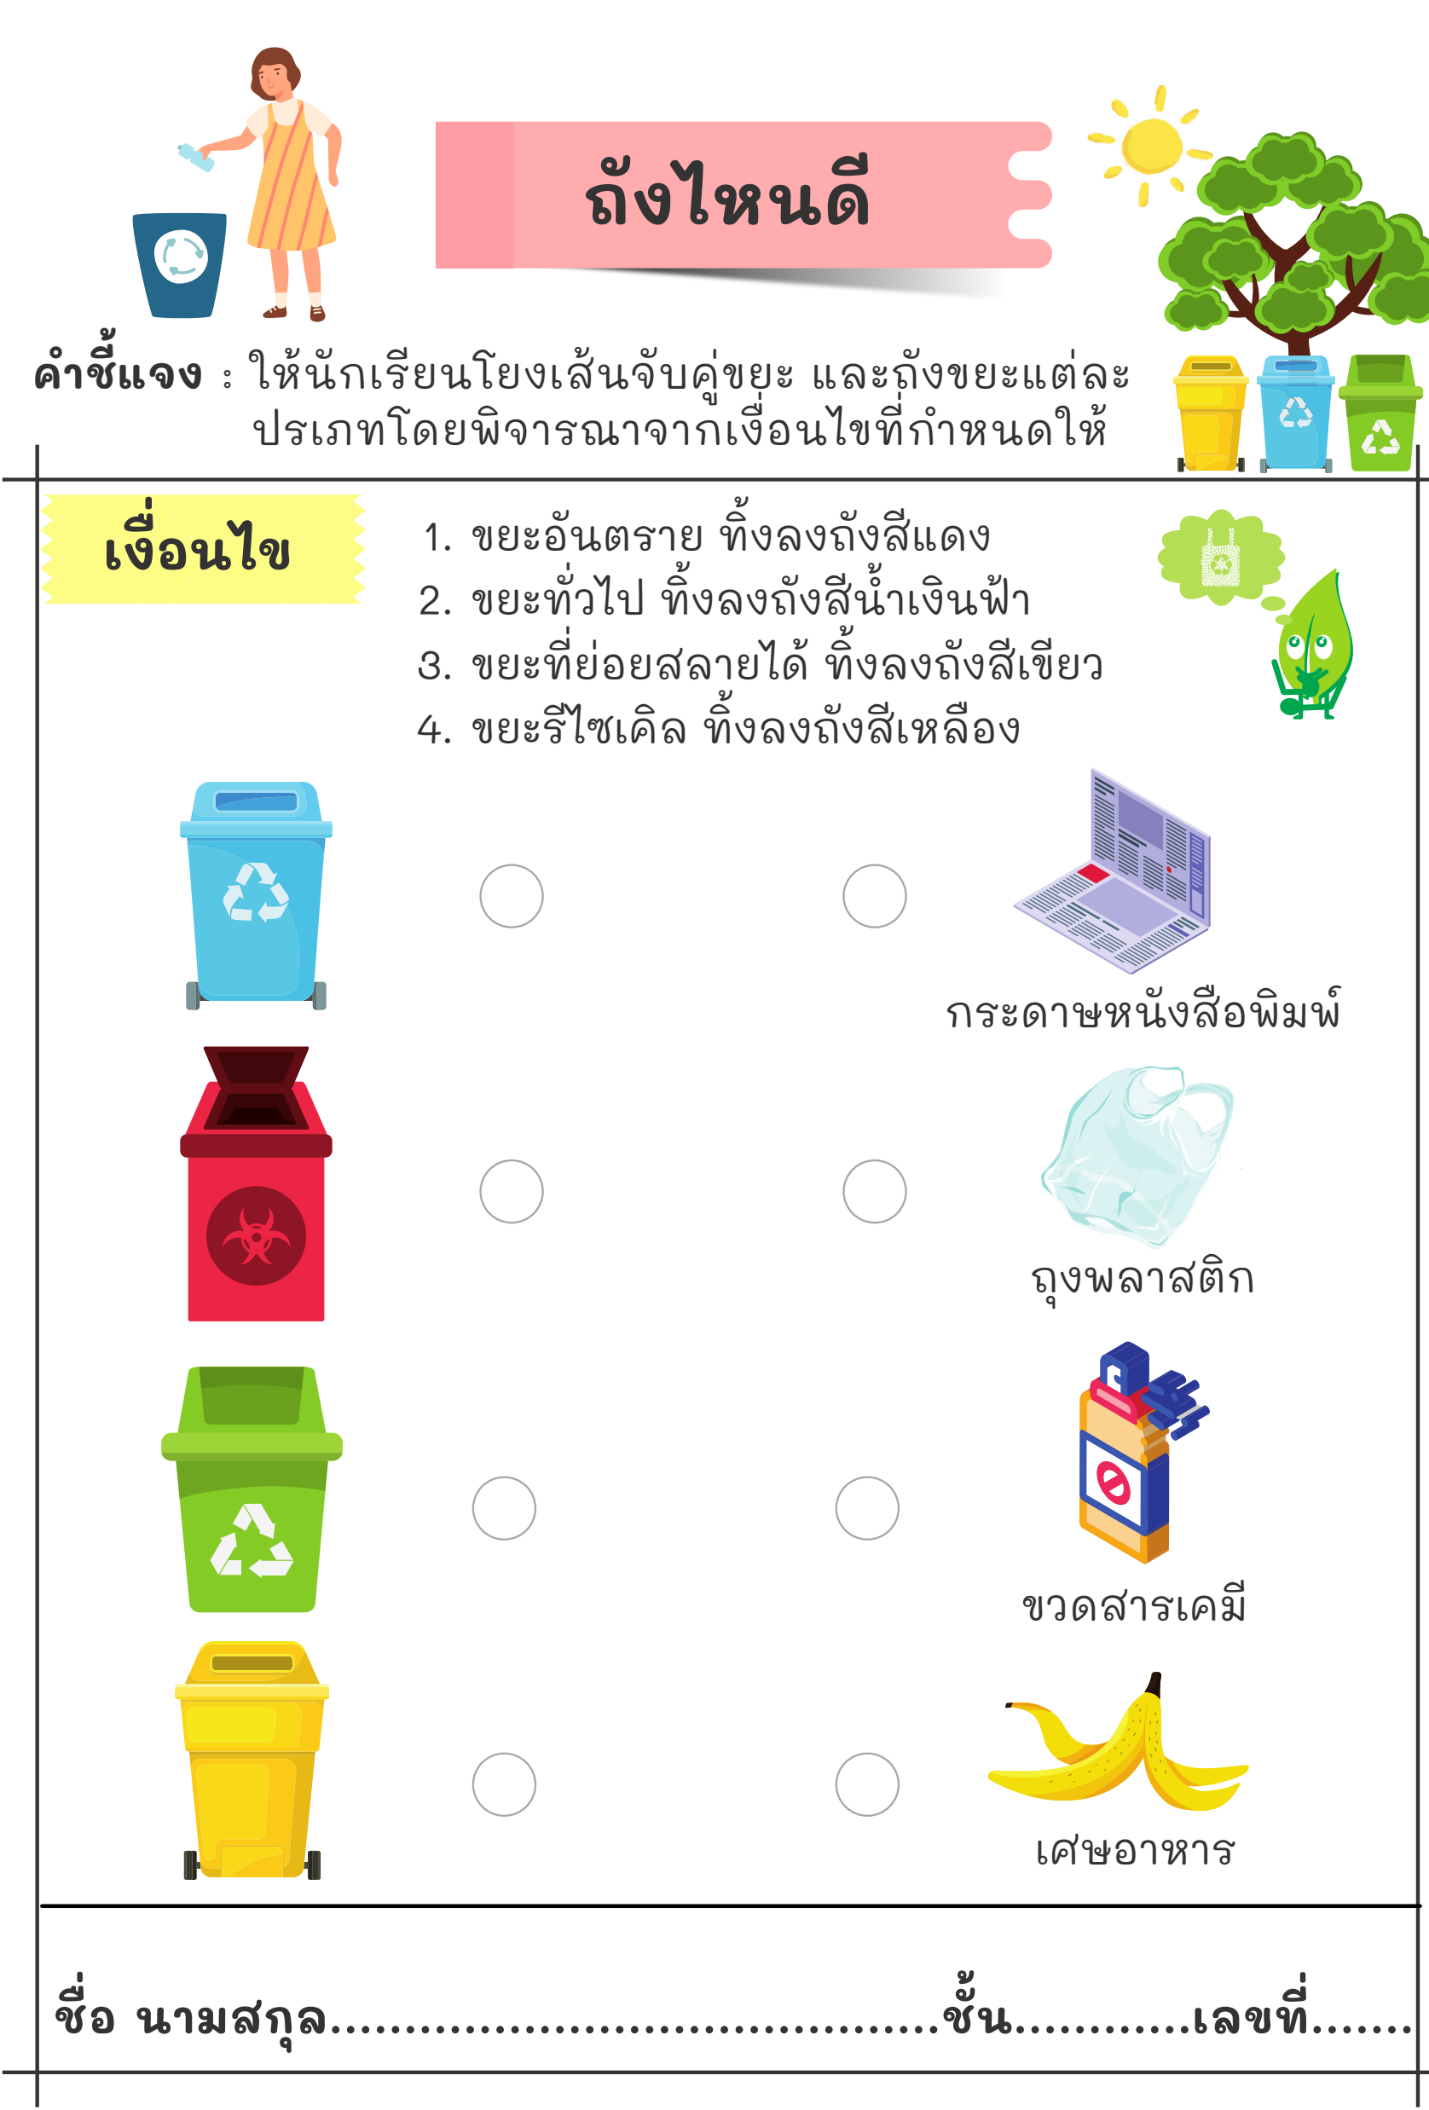 ถังไหนดี
คำชี้แจง : ให้นักเรียนโยงเส้นจับคู่ขยะ และถังขยะแต่ละ
ประเภทโดยพิจารณาจากเงื่อนไขที่กำหนดให้
เงื่อนไข
1. ขยะอันตราย ทิ้งลงถังสีแดง
2. ขยะทั่วไป ทิ้งลงถังสีน้ำเงินฟ้า
3. ขยะที่ย่อยสลายได้ ทิ้งลงถังสีเขียว
4. ขยะรีไซเคิล ทิ้งลงถังสีเหลือง
กระดาษหนังสือพิมพ์
ถุงพลาสติก
ขวดสารเคมี
เศษอาหาร
ชื่อ นามสกุล.........................................ชั้น............เลขที่.......